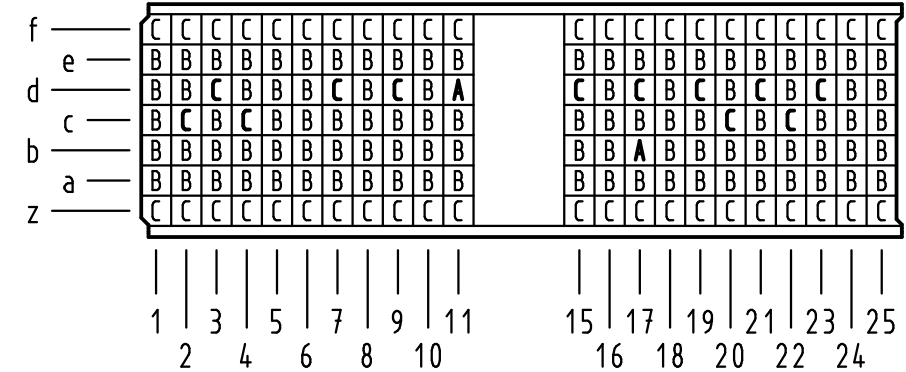 f C C C C C C C C C C C C C C C C C C C C C C
e B B B B B B B B B B B B B B B B B B B B B B
d B B C B B B C B C B A C B C B C B C B C B B
c B C B C B B B B B B B B B B B B C B C B B B
b B B B B B B B B B B B B B A B B B B B B B B
a B B B B B B B B B B B B B B B B B B B B B B
z C C C C C C C C C C C C C C C C C C C C C C
1 3 5 7 9 11 15 17 19 21 23 25
2 4 6 8 10 16 18 20 22 24